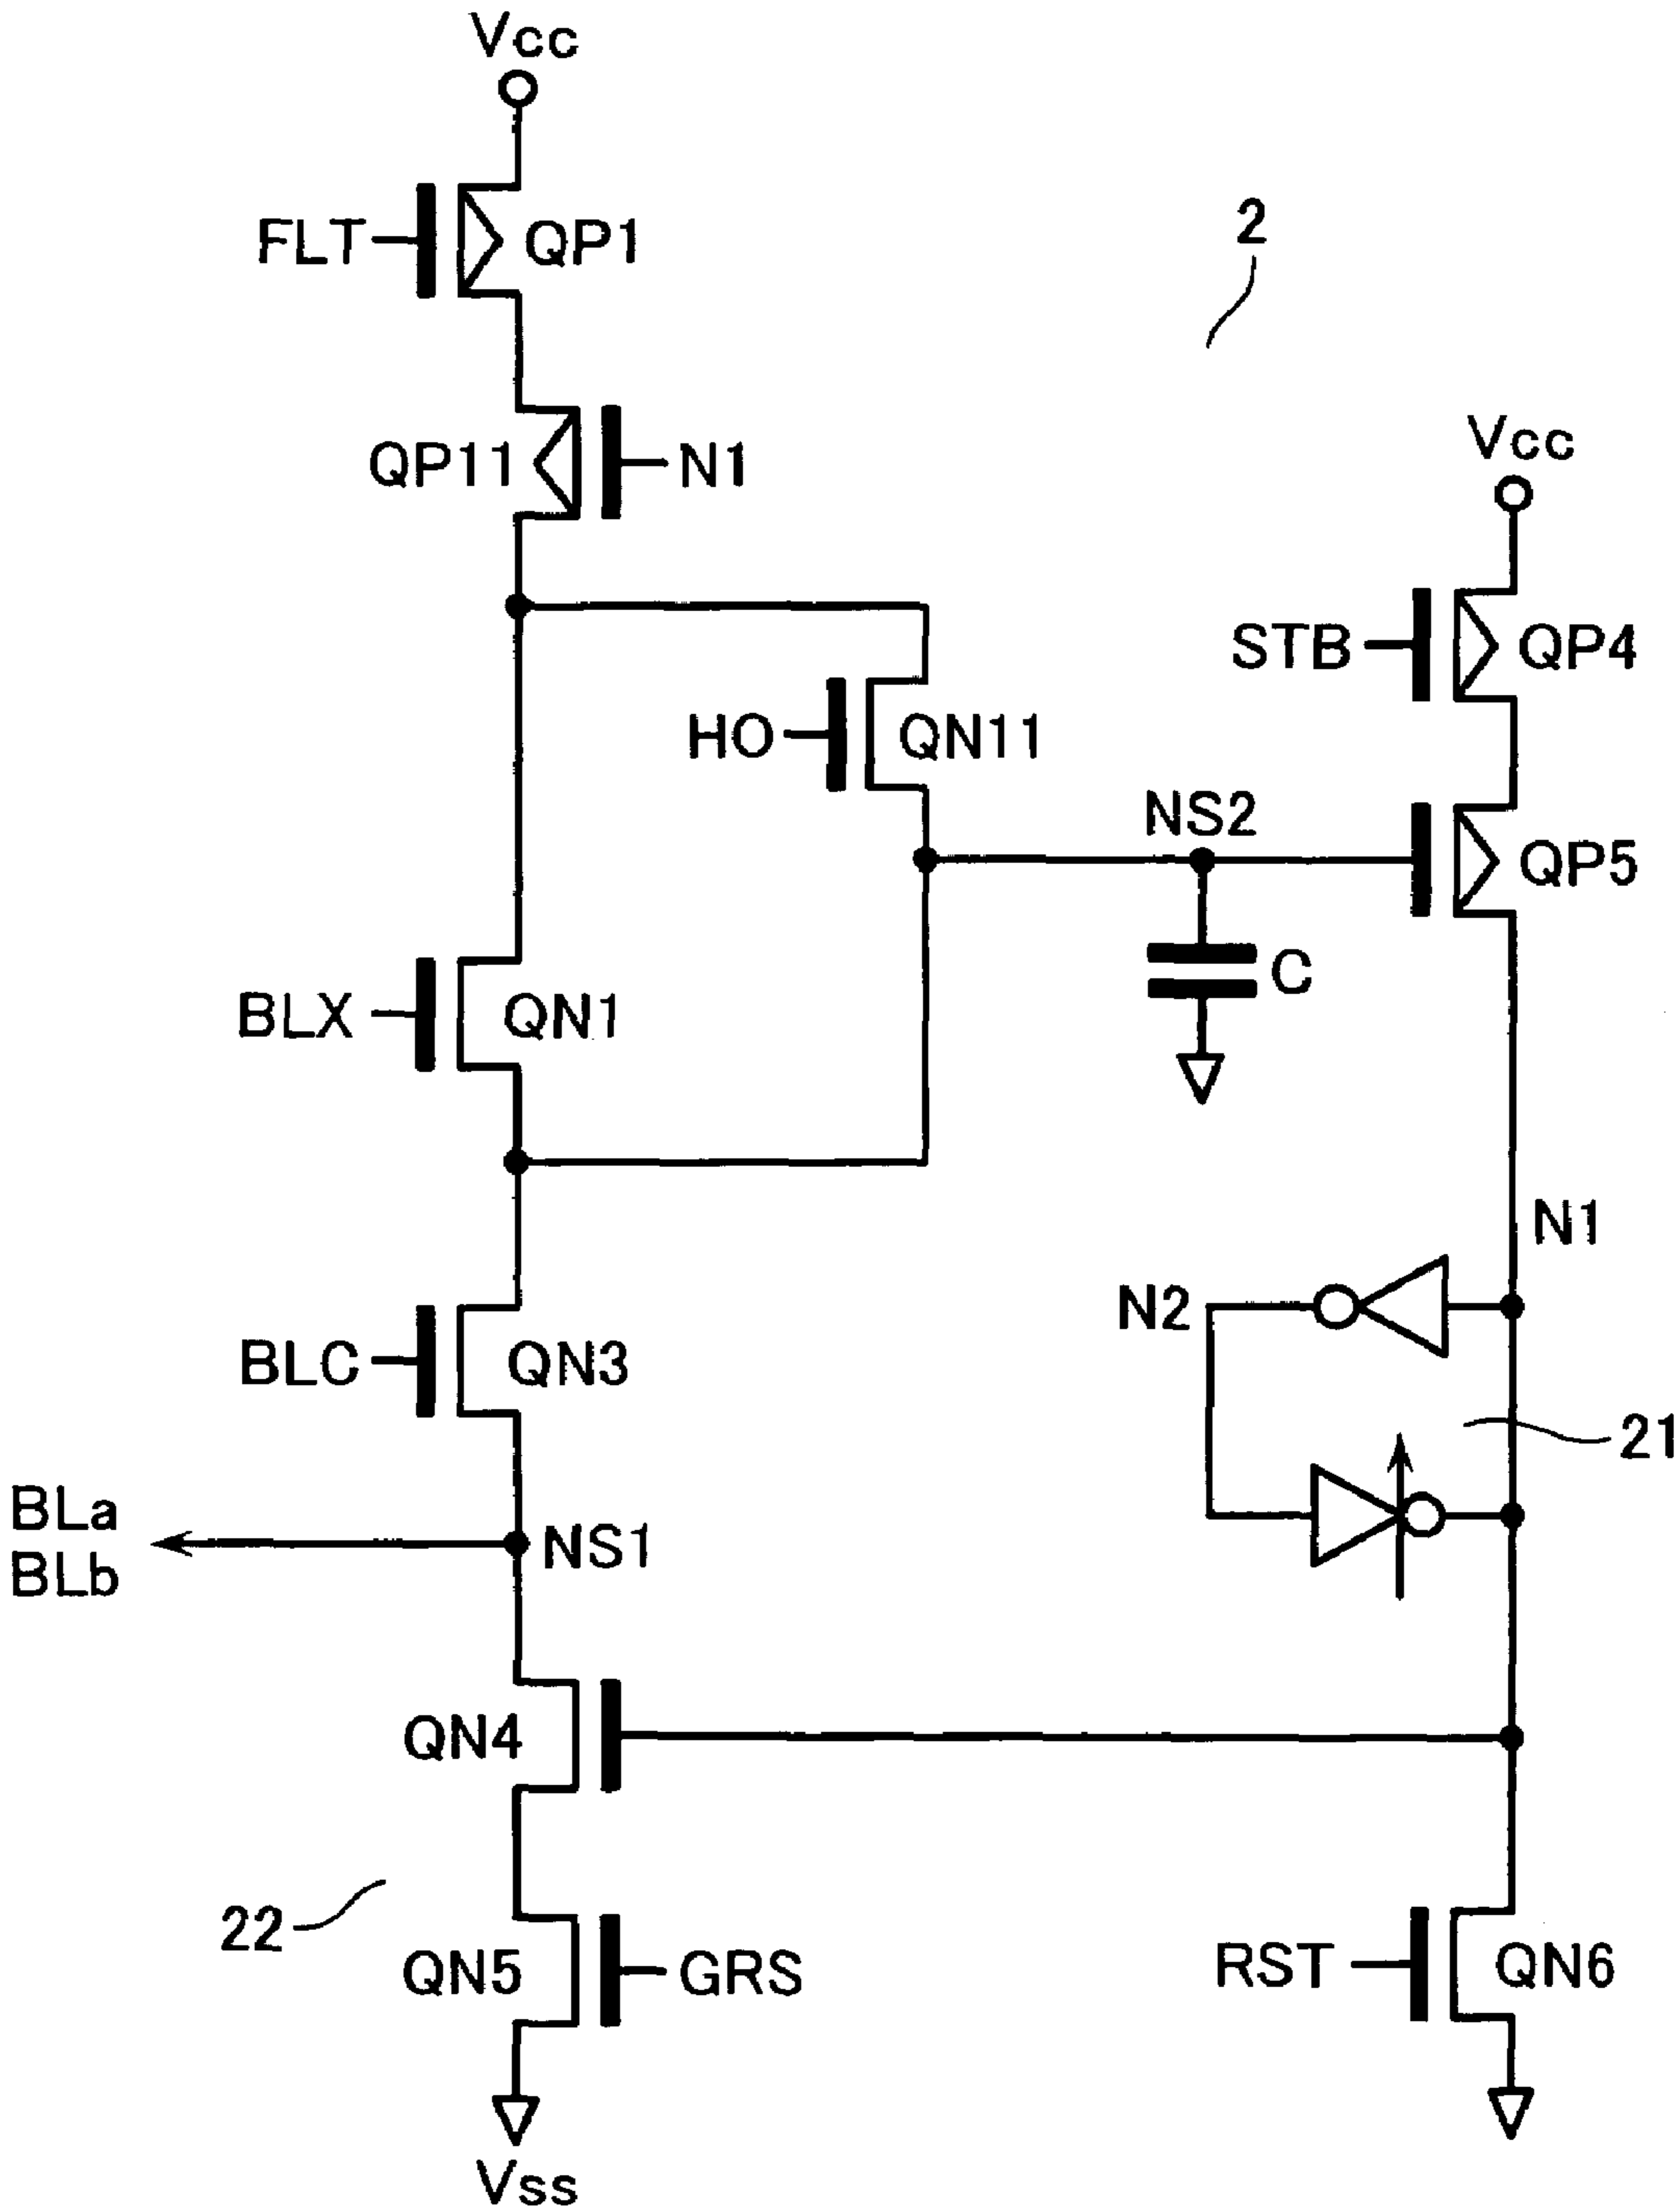 Vcc
FLT
QP1
2
QP11
N1
Vcc
STB
QP4
HO
QN11
NS2
QP5
C
BLX
QN1
N1
N2
BLC
QN3
21
BLa
BLb
NS1
QN4
22
QN5
GRS
RST
QN6
Vss